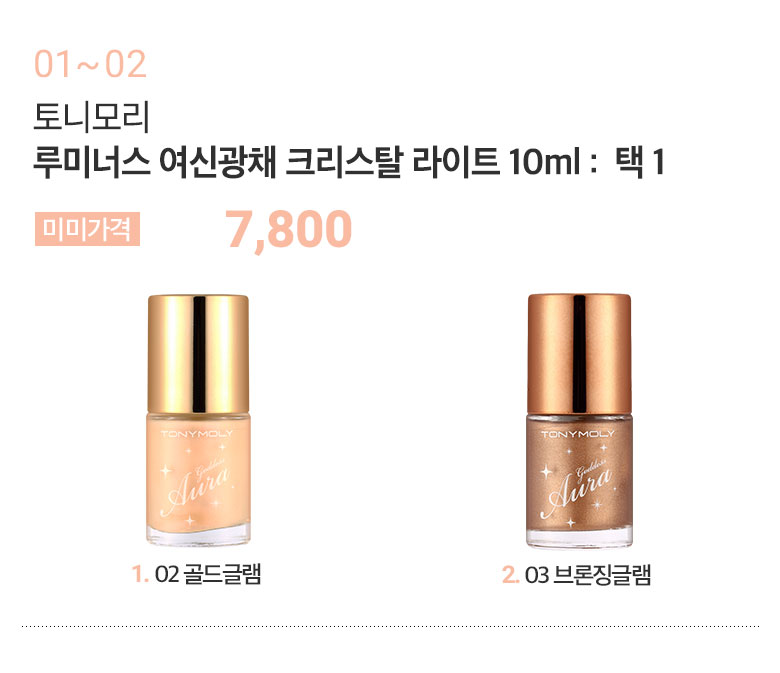 01~02
토니모리
루미너스 여신광채 크리스탈 라이트 10ml : 택 1
미미가격 7,800
TONYMOLY
Goddess
Aura
TONYMOLY
Goddess
Aura
1. 02 골드글램
2. 03 브론징글램